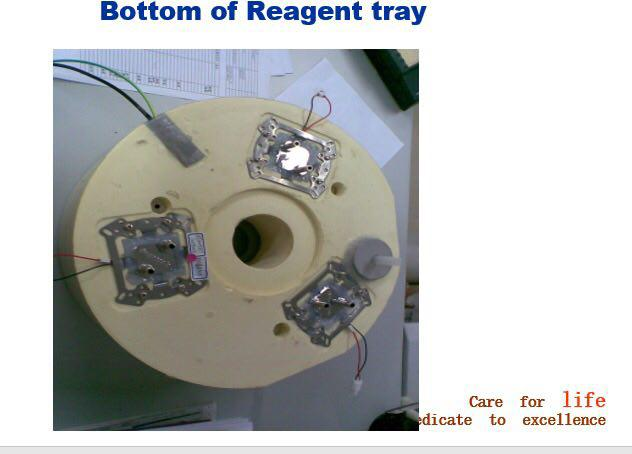 Bottom of Reagent tray
Care for life
edicate to excellence